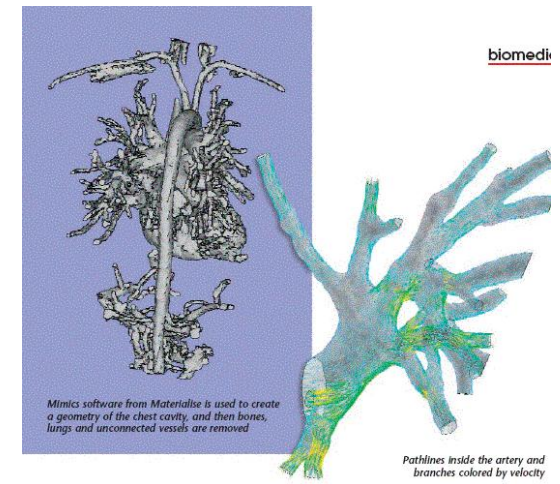 biomedic
Mimics software from Materialise is used to create
a geometry of the chest cavity, and then bones,
lungs and unconnected vessels are removed
Pathlines inside the artery and
branches colored by velocity